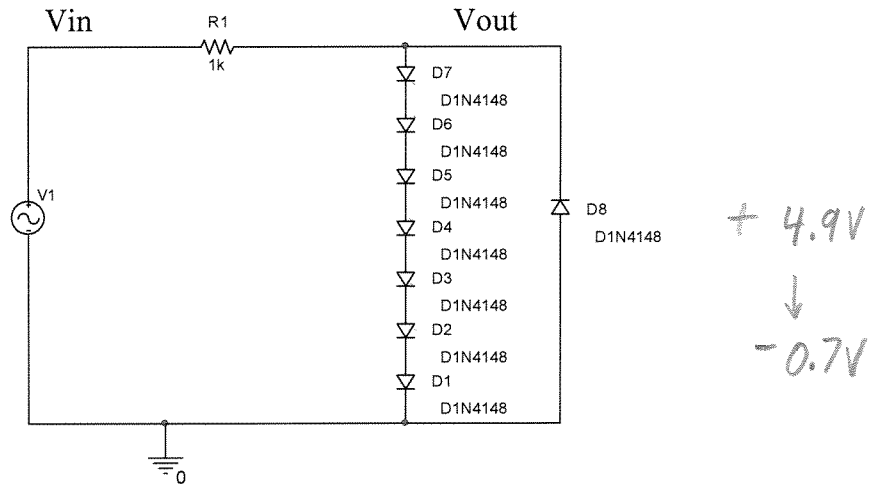 Vin
R1
1k
Vout
D7
D1N4148
D6
D1N4148
D5
D1N4148
D4
D1N4148
D3
D1N4148
D2
D1N4148
D1
D1N4148
V1
+
-
D8
D1N4148
0
+ 4.9V
↓
- 0.7V